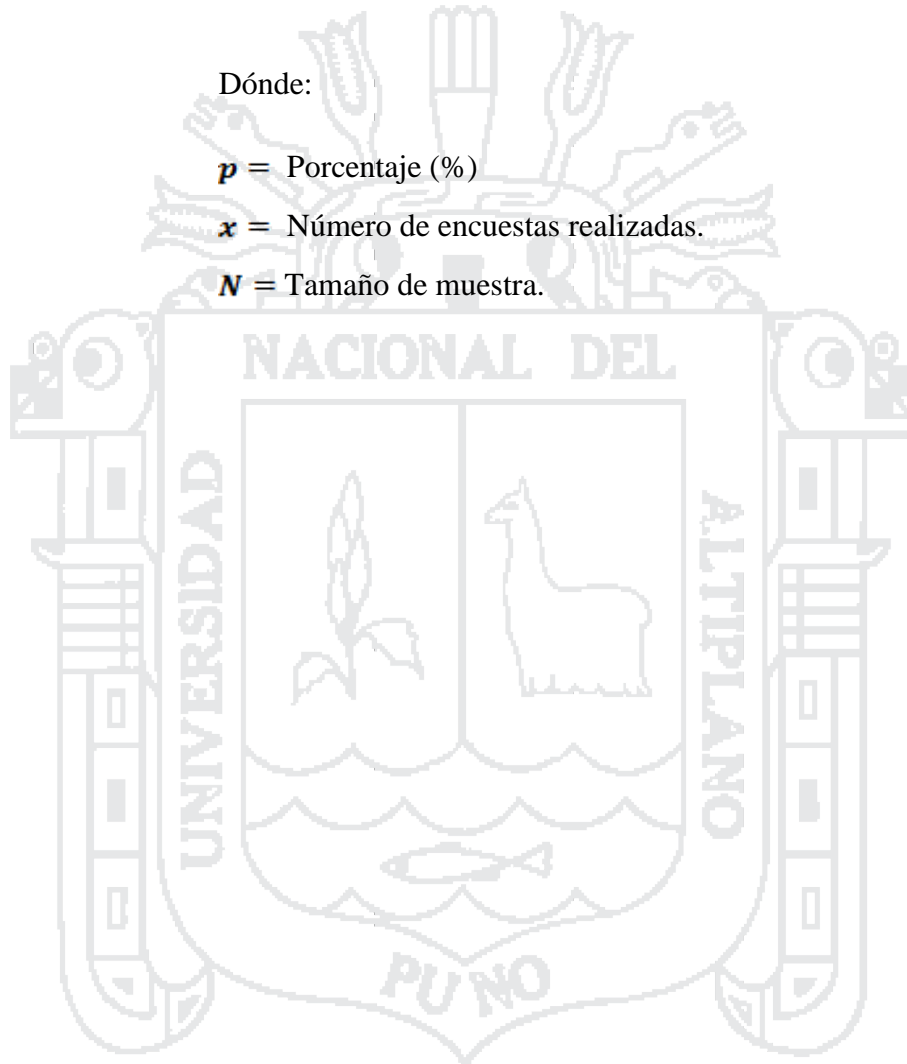 Dónde:
p = Porcentaje (%)
x = Número de encuestas realizadas.
N = Tamaño de muestra.
NACIONAL DEL
UNIVERSIDAD
ALTIPLANO
PUNO